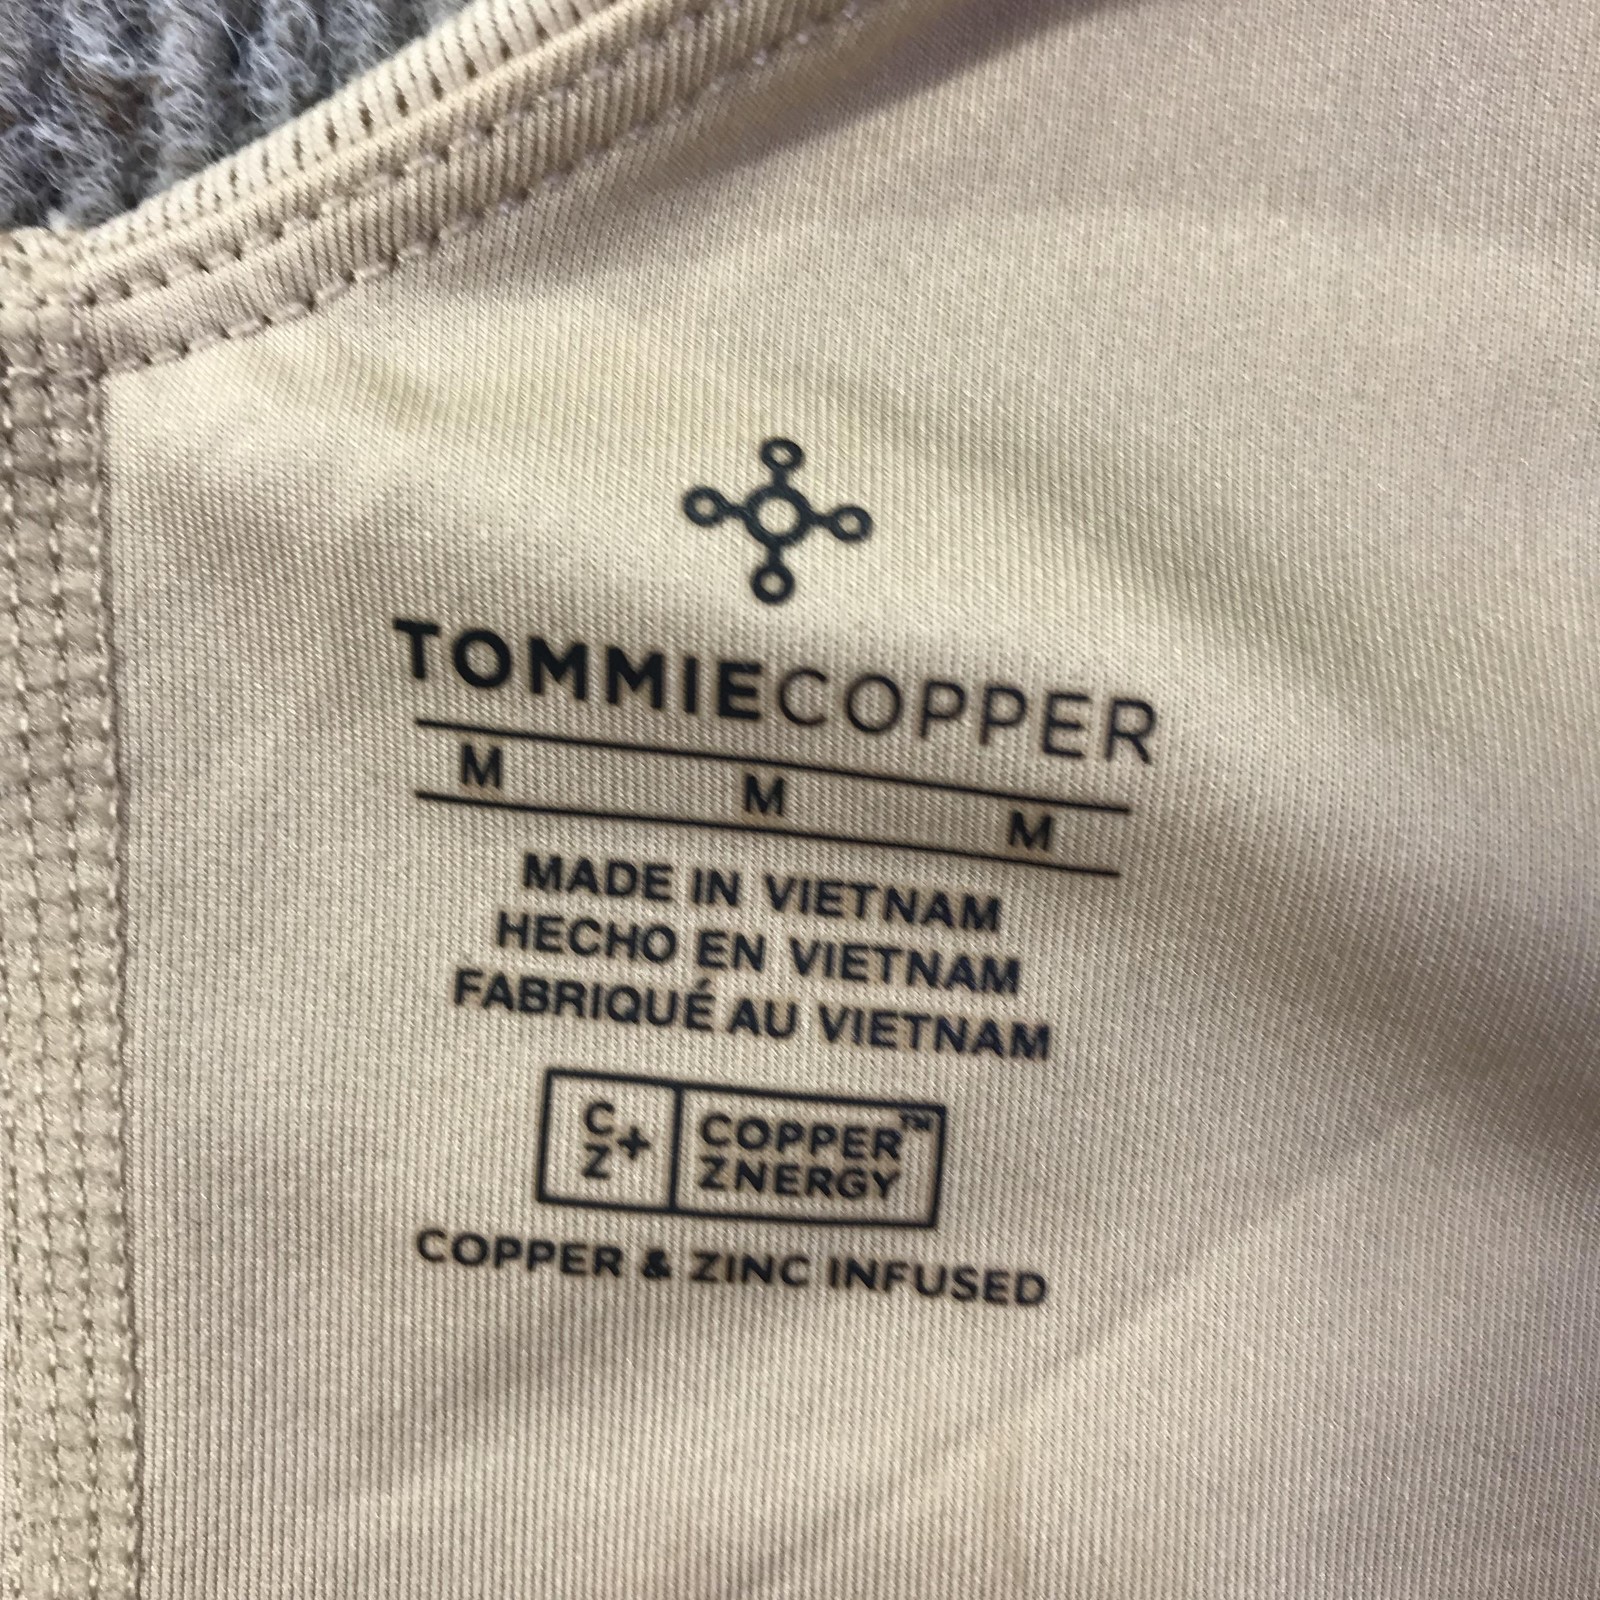 TOMMIECOPPER
M M M
MADE IN VIETNAM
HECHO EN VIETNAM
FABRIQUÉ AU VIETNAM
C
Z+
COPPER™
ZNERGY
COPPER & ZINC INFUSED